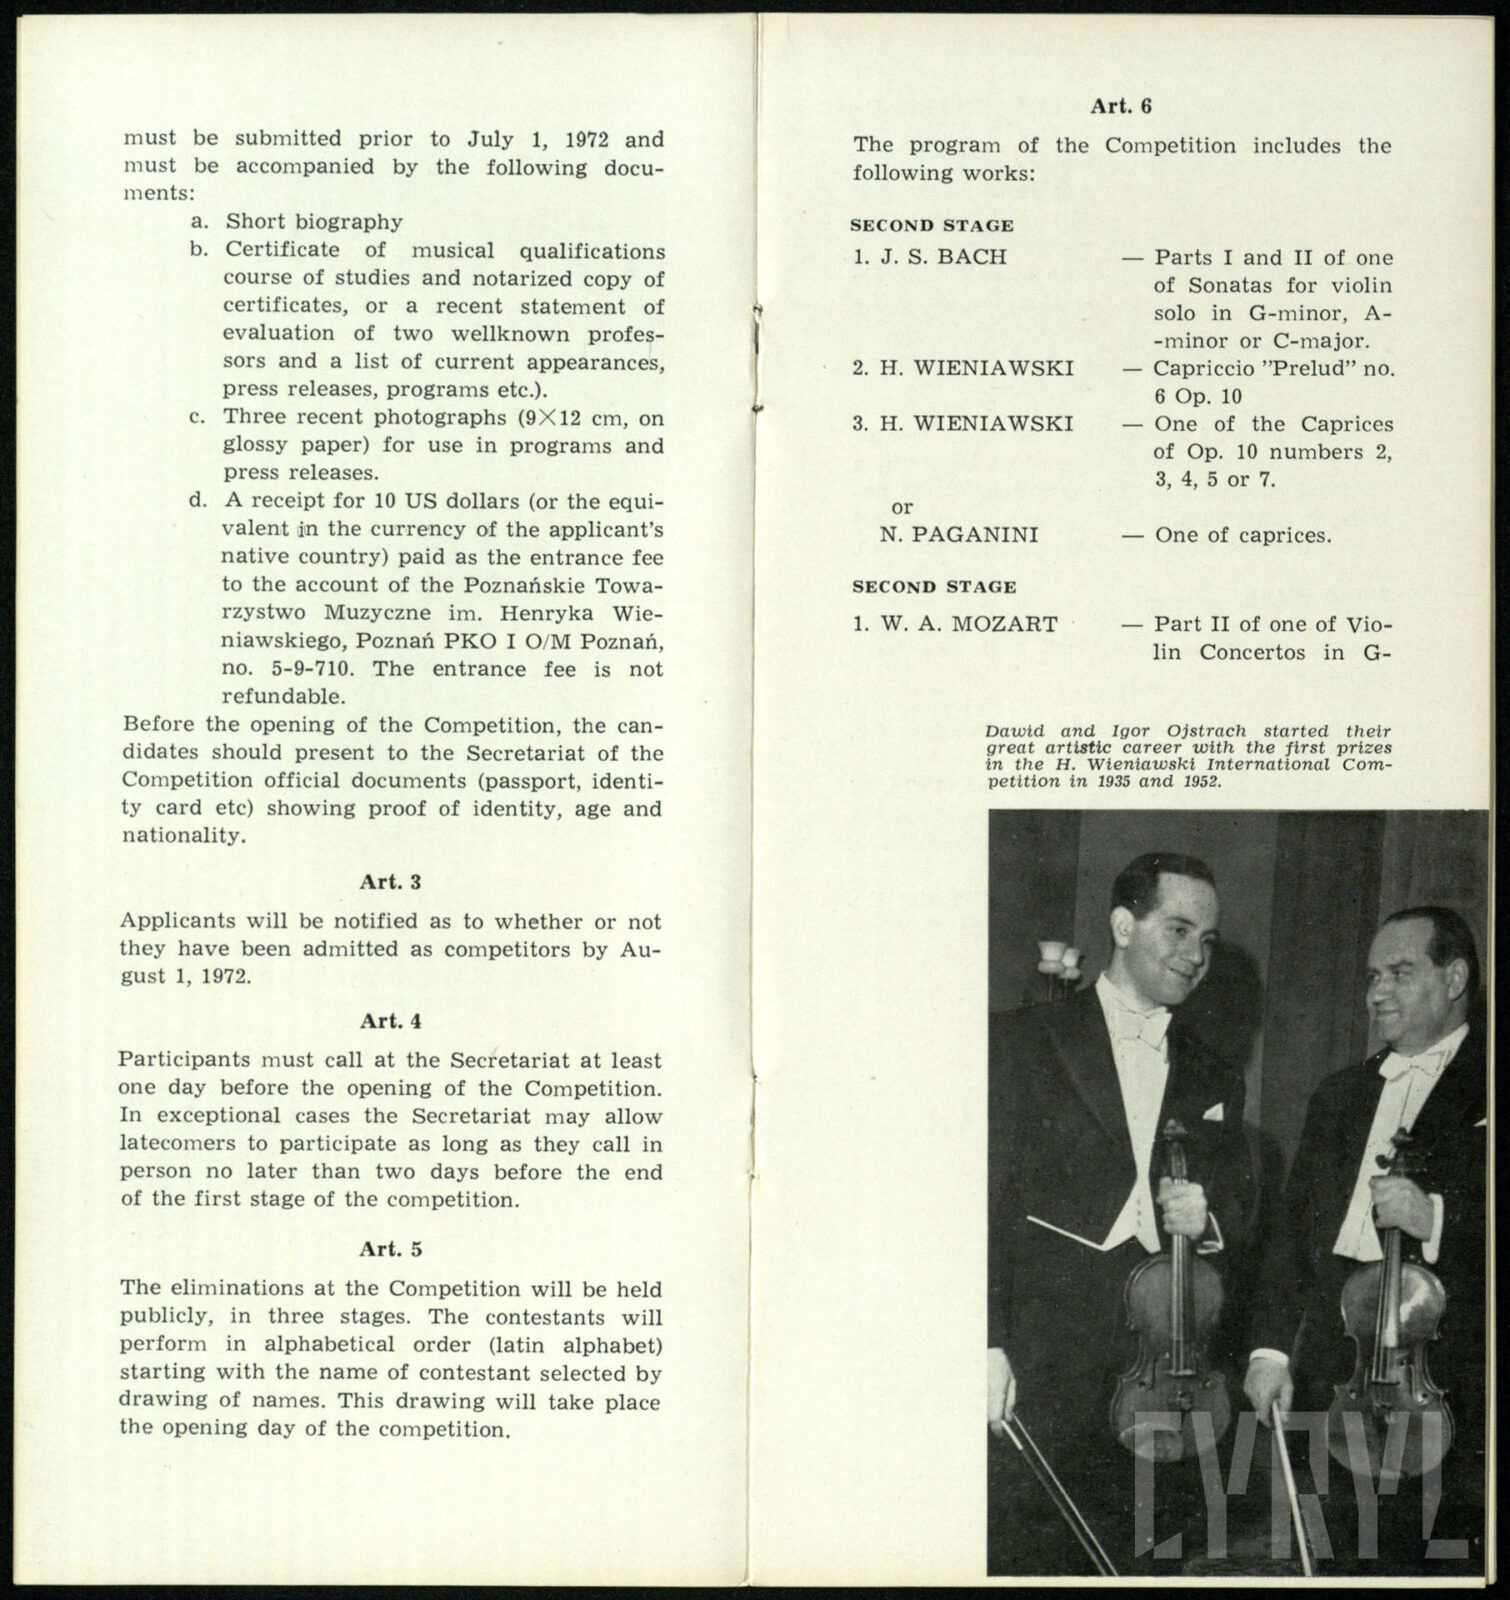 must be submitted prior to July 1, 1972 and
must be accompanied by the following docu-
ments:
a. Short biography
b. Certificate of musical qualifications
course of studies and notarized copy of
certificates, or a recent statement of
evaluation of two wellknown profes-
sors and a list of current appearances,
press releases, programs etc.).
c. Three recent photographs (9×12 cm, on
glossy paper) for use in programs and
press releases.
d. A receipt for 10 US dollars (or the equi-
valent in the currency of the applicant's
native country) paid as the entrance fee
to the account of the Poznańskie Towa-
rzystwo Muzyczne im. Henryka Wie-
niawskiego, Poznań PKO I O/M Poznań,
no. 5-9-710. The entrance fee is not
refundable.
Before the opening of the Competition, the can-
didates should present to the Secretariat of the
Competition official documents (passport, identi-
ty card etc) showing proof of identity, age and
nationality.
Art. 3
Applicants will be notified as to whether or not
they have been admitted as competitors by Au-
gust 1, 1972.
Art. 4
Participants must call at the Secretariat at least
one day before the opening of the Competition.
In exceptional cases the Secretariat may allow
latecomers to participate as long as they call in
person no later than two days before the end
of the first stage of the competition.
Art. 5
The eliminations at the Competition will be held
publicly, in three stages. The contestants will
perform in alphabetical order (latin alphabet)
starting with the name of contestant selected by
drawing of names. This drawing will take place
the opening day of the competition.
Art. 6
The program of the Competition includes the
following works:
SECOND STAGE
1. J. S. BACH — Parts I and II of one
of Sonatas for violin
solo in G-minor, A-
-minor or C-major.
2. H. WIENIAWSKI — Capriccio "Prelud" no.
6 Op. 10
3. H. WIENIAWSKI — One of the Caprices
of Op. 10 numbers 2,
3, 4, 5 or 7.
or
N. PAGANINI — One of caprices.
SECOND STAGE
1. W. A. MOZART — Part II of one of Vio-
lin Concertos in G-
Dawid and Igor Ojstrach started their
great artistic career with the first prizes
in the H. Wieniawski International Com-
petition in 1935 and 1952.
CYRYL